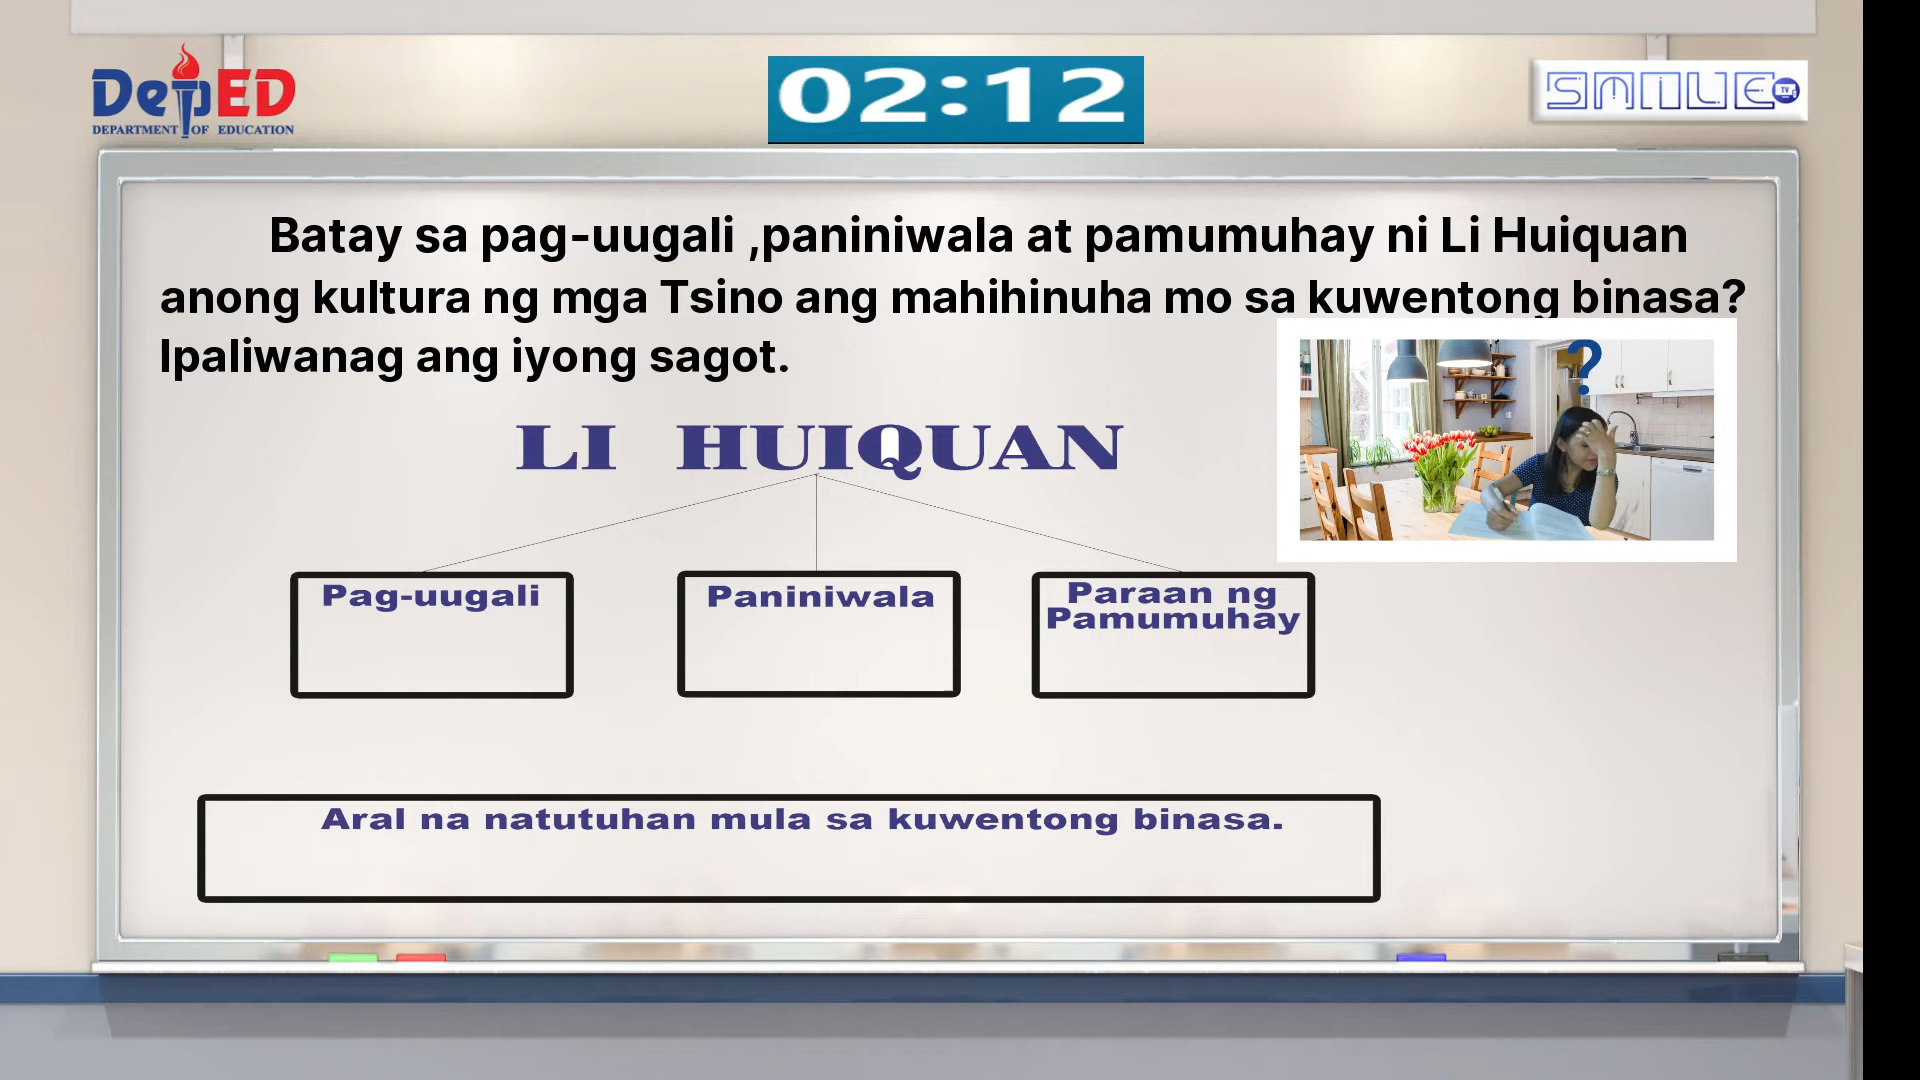 DepED
DEPARTMENT OF EDUCATION
02:12
SMILE TV
Batay sa pag-uugali ,paniniwala at pamumuhay ni Li Huiquan
anong kultura ng mga Tsino ang mahihinuha mo sa kuwentong binasa?
Ipaliwanag ang iyong sagot.
?
LI HUIQUAN
Pag-uugali
Paniniwala
Paraan ng
Pamumuhay
Aral na natutuhan mula sa kuwentong binasa.